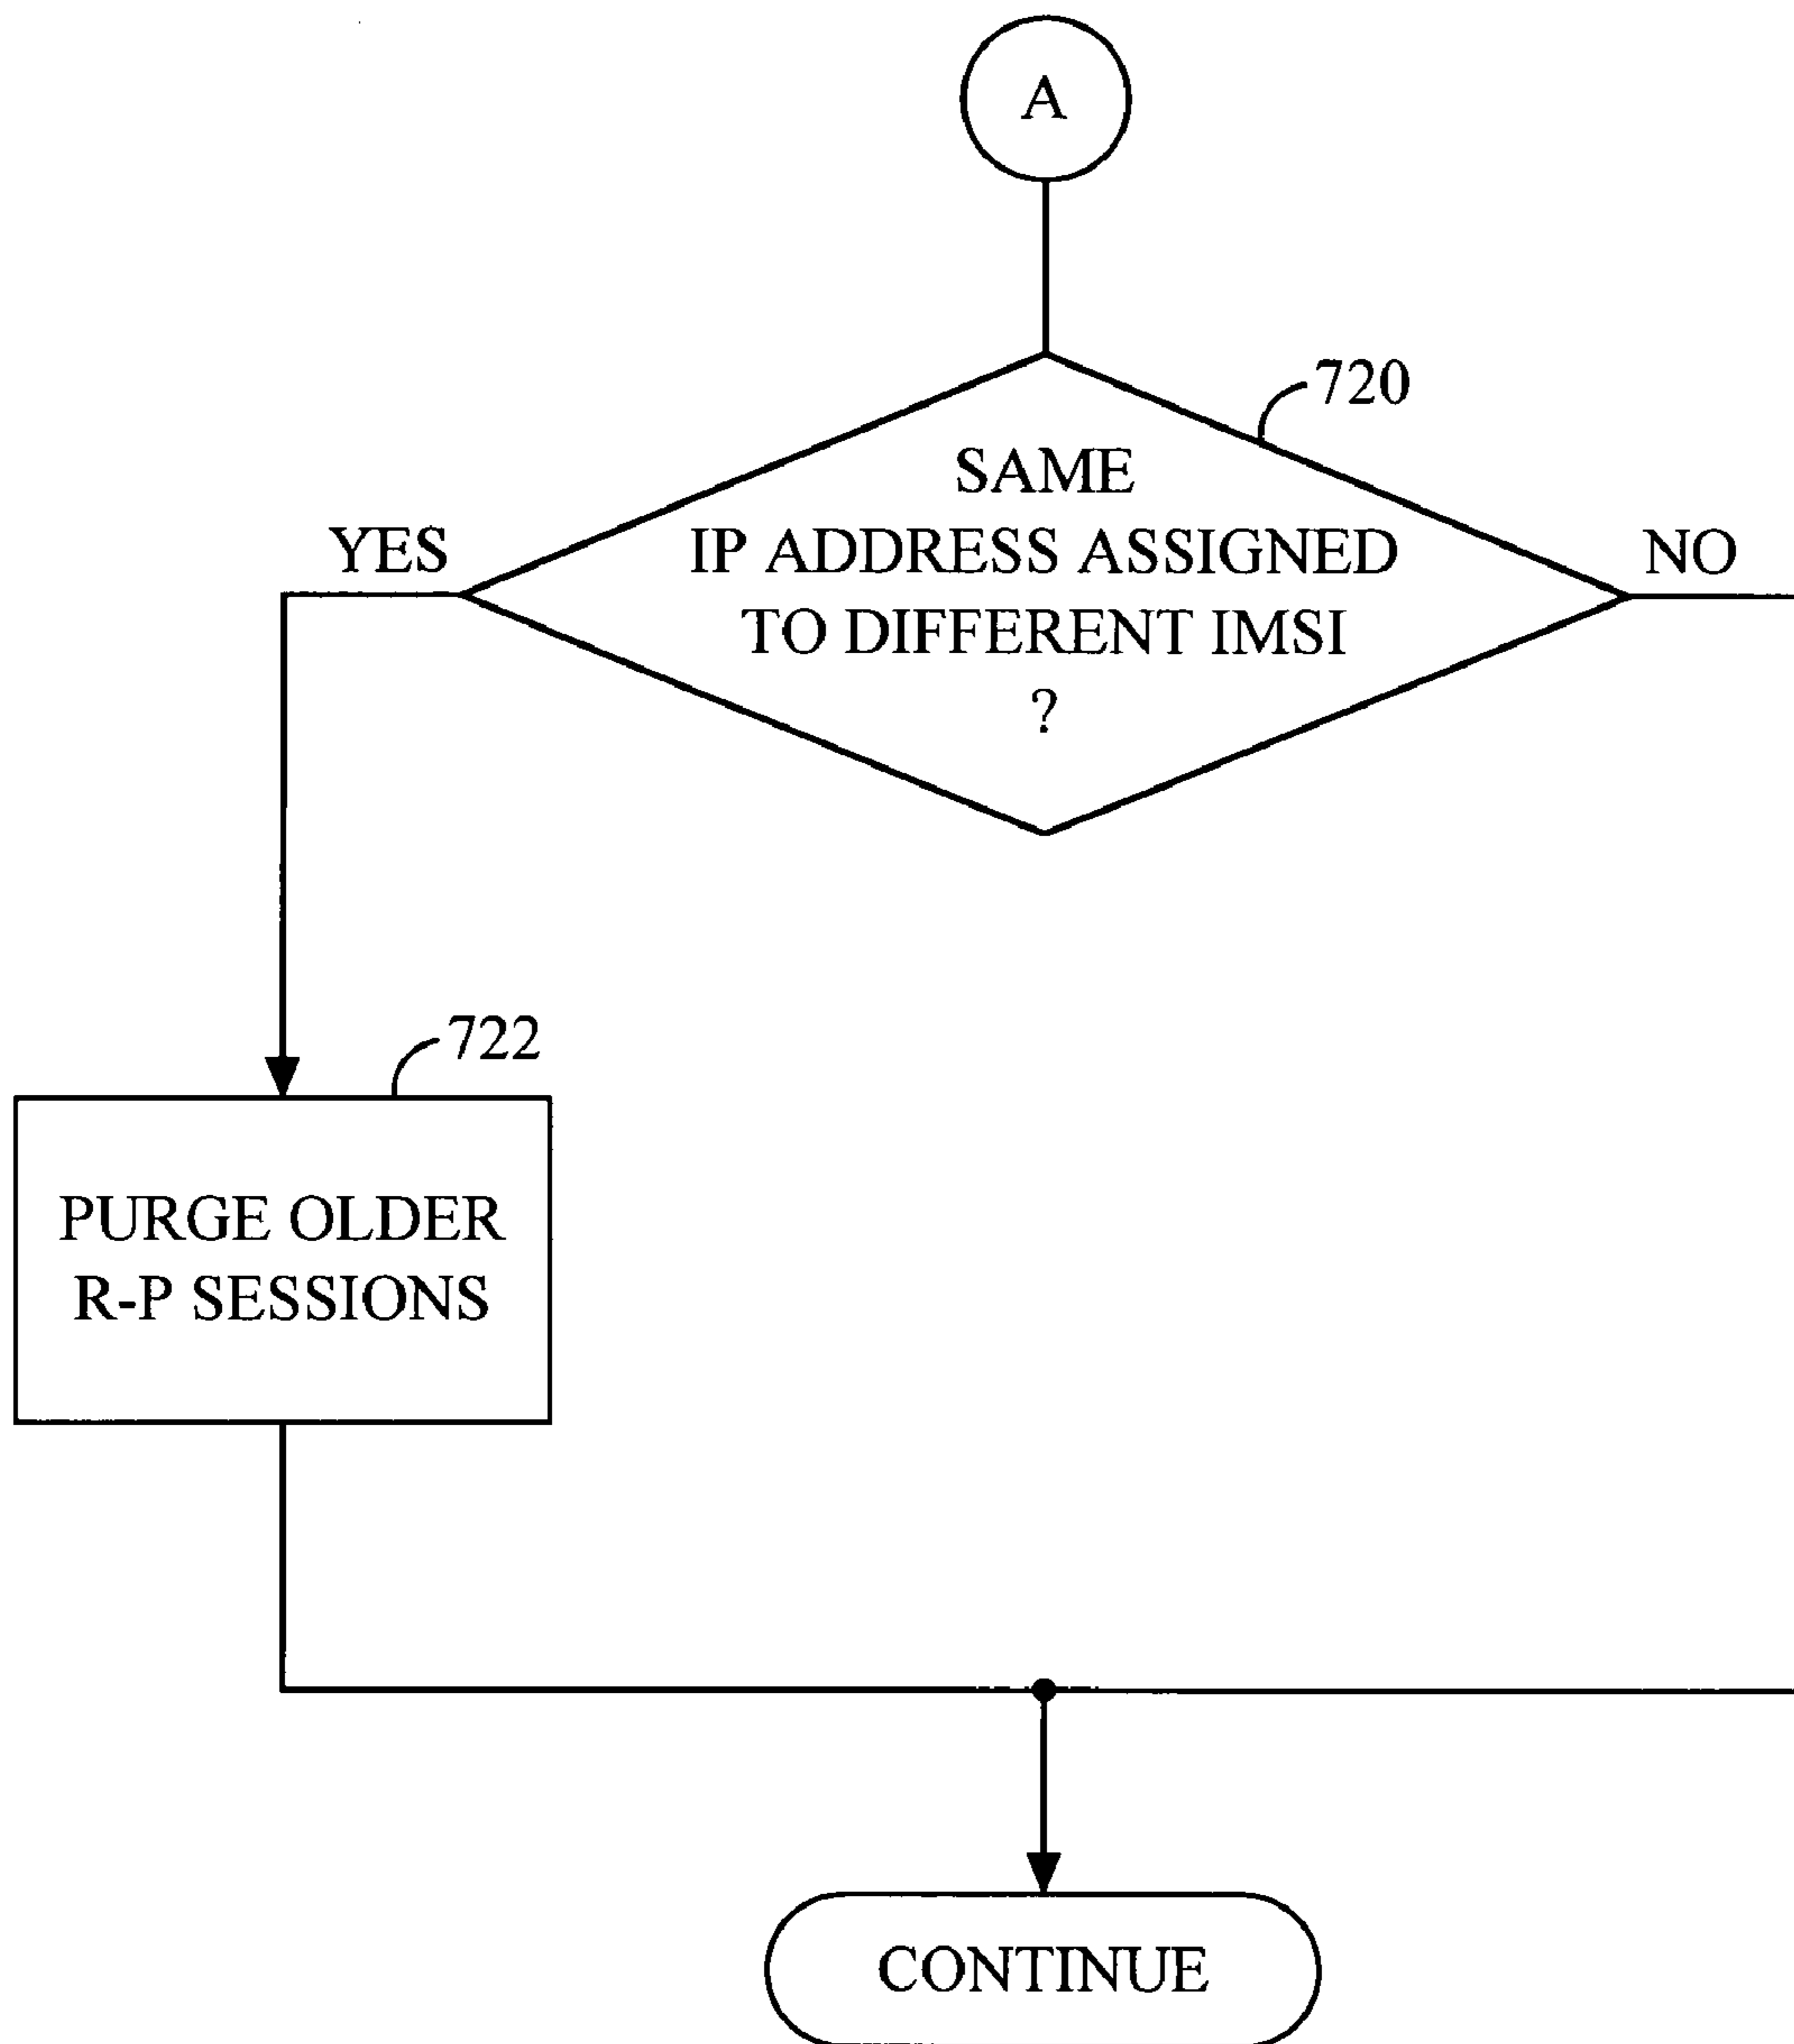 A
720
SAME
IP ADDRESS ASSIGNED
TO DIFFERENT IMSI
?
YES
NO
722
PURGE OLDER
R-P SESSIONS
CONTINUE